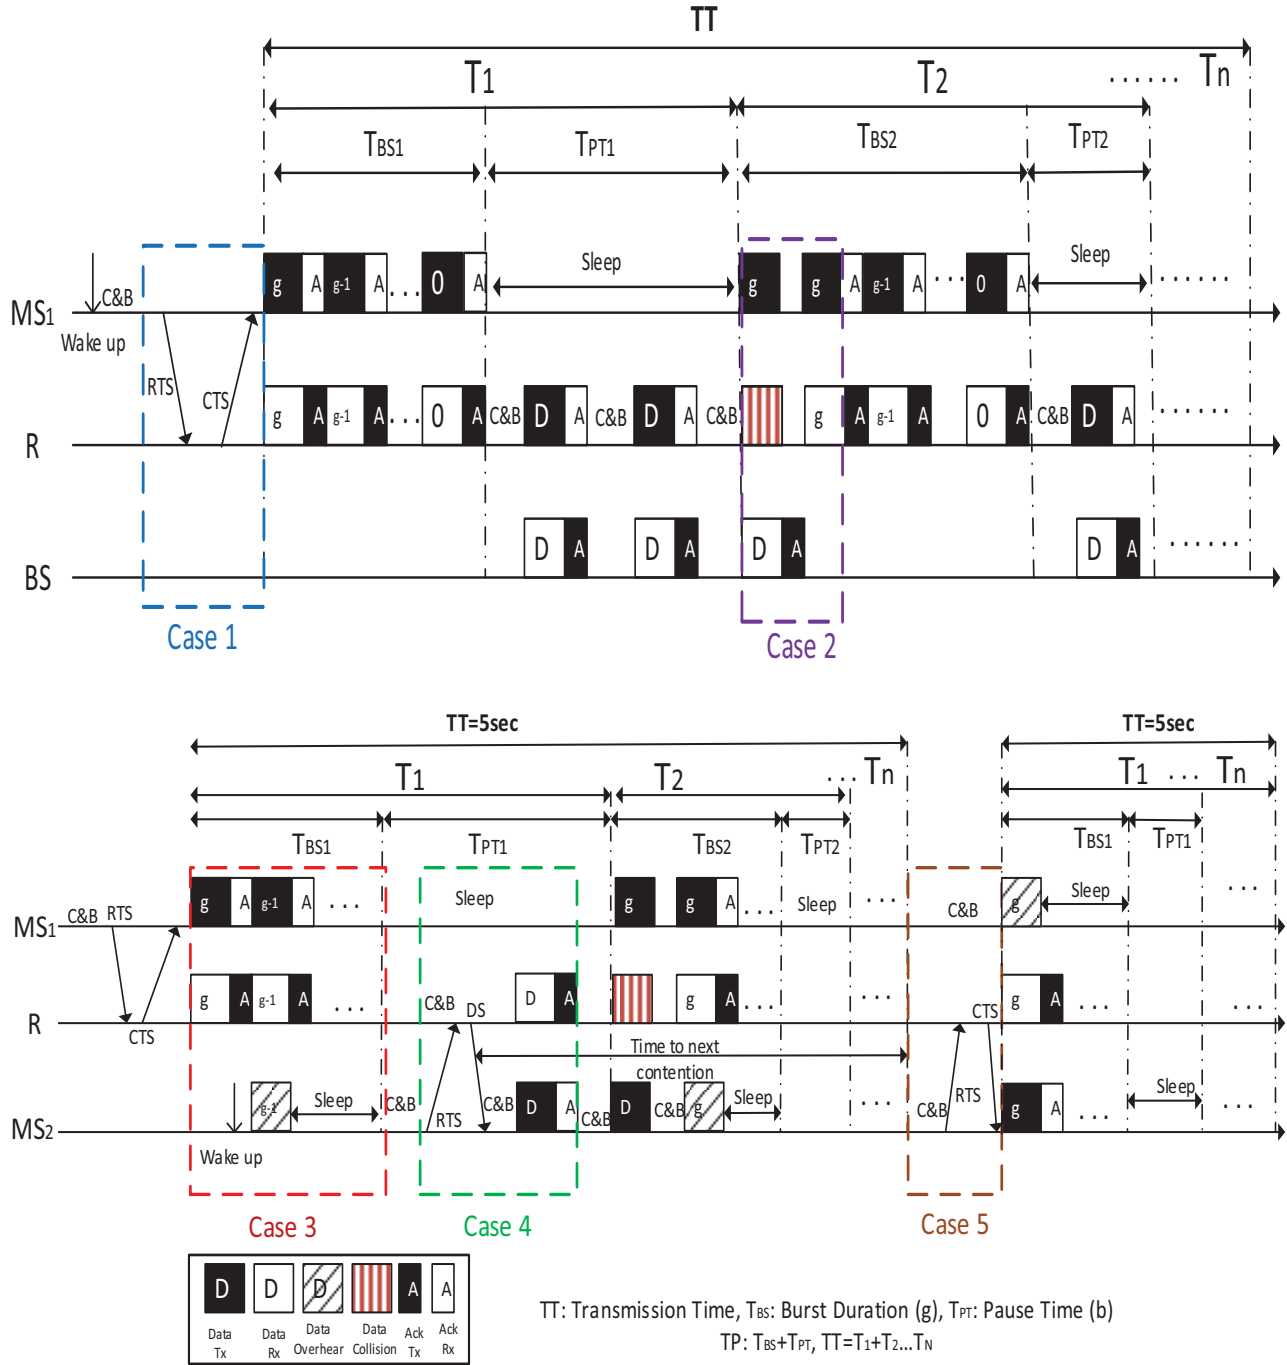 TT
T1 T2 ...... Tn
TBS1 TPT1 TBS2 TPT2
Sleep Sleep
MS1 C&B g A g-1 A ... 0 A g g A g-1 A ... 0 A ......
Wake up
RTS CTS
R g A g-1 A ... 0 A C&B D A C&B D A C&B g A g-1 A ... 0 A C&B D A ......
BS D A D A D A D A ......
Case 1 Case 2
TT=5sec TT=5sec
T1 T2 ... Tn T1 ... Tn
TBS1 TPT1 TBS2 TPT2 TBS1 TPT1
MS1 C&B RTS g A g-1 A ... Sleep g g A ... Sleep ... C&B g Sleep ...
R CTS g A g-1 A ... C&B DS D A g A ... ... CTS g A ... ...
Time to next
contention
MS2 g-1 Sleep C&B RTS C&B D A C&B D C&B g Sleep ... C&B RTS g A ... Sleep ...
Wake up
Case 3 Case 4 Case 5
D D D A A
Data Tx
Data Rx
Data Overhear
Data Collision
Ack Tx
Ack Rx
TT: Transmission Time, TBS: Burst Duration (g), TPT: Pause Time (b)
TP: TBS+TPT, TT=T1+T2...TN